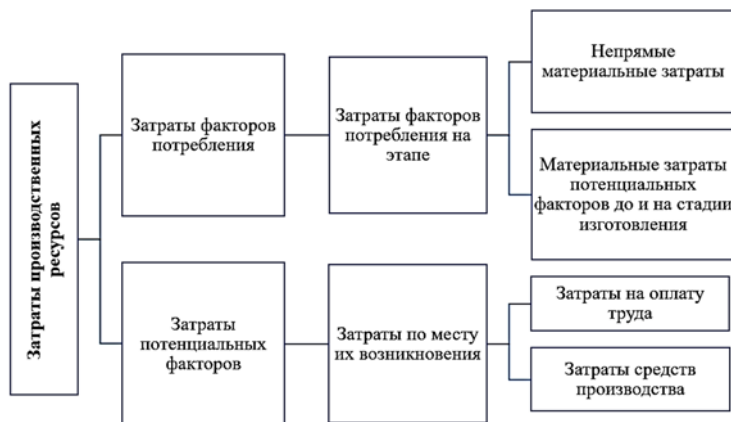 Затраты производственных
ресурсов
Затраты факторов
потребления
Затраты факторов
потребления на
этапе
Непрямые
материальные затраты
Материальные затраты
потенциальных
факторов до и на стадии
изготовления
Затраты
потенциальных
факторов
Затраты по месту
их возникновения
Затраты на оплату
труда
Затраты средств
производства